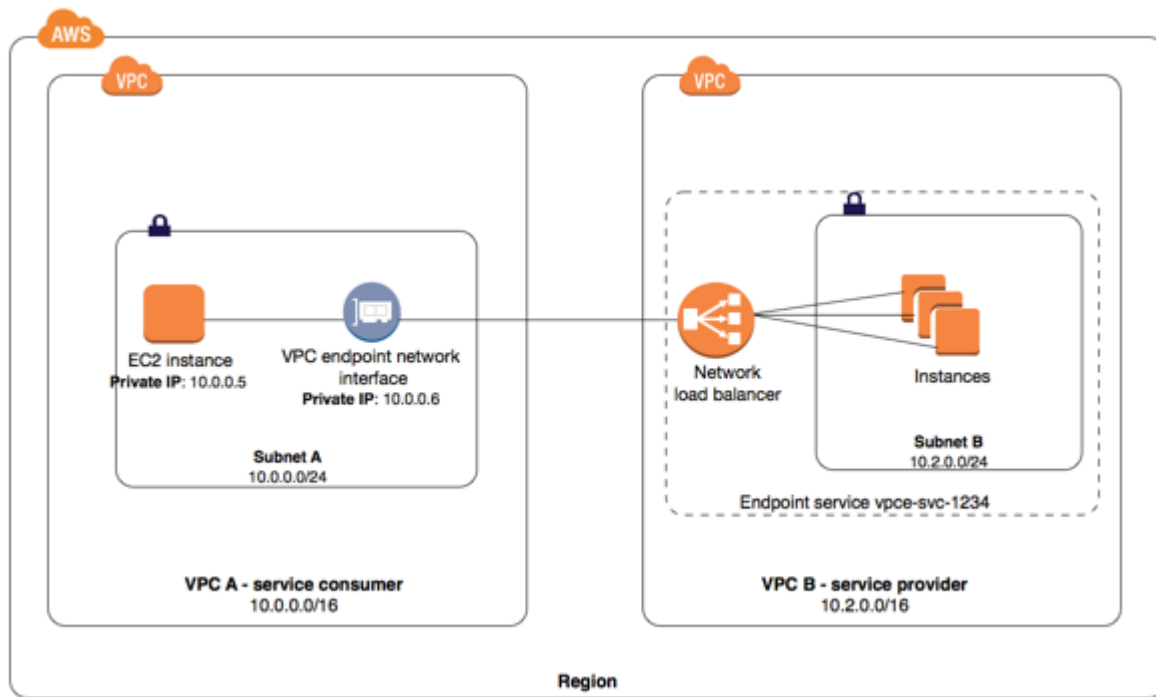 AWS
VPC
VPC
EC2 instance
Private IP: 10.0.0.5
VPC endpoint network
interface
Private IP: 10.0.0.6
Subnet A
10.0.0.0/24
VPC A - service consumer
10.0.0.0/16
Network
load balancer
Instances
Subnet B
10.2.0.0/24
Endpoint service vpce-svc-1234
VPC B - service provider
10.2.0.0/16
Region